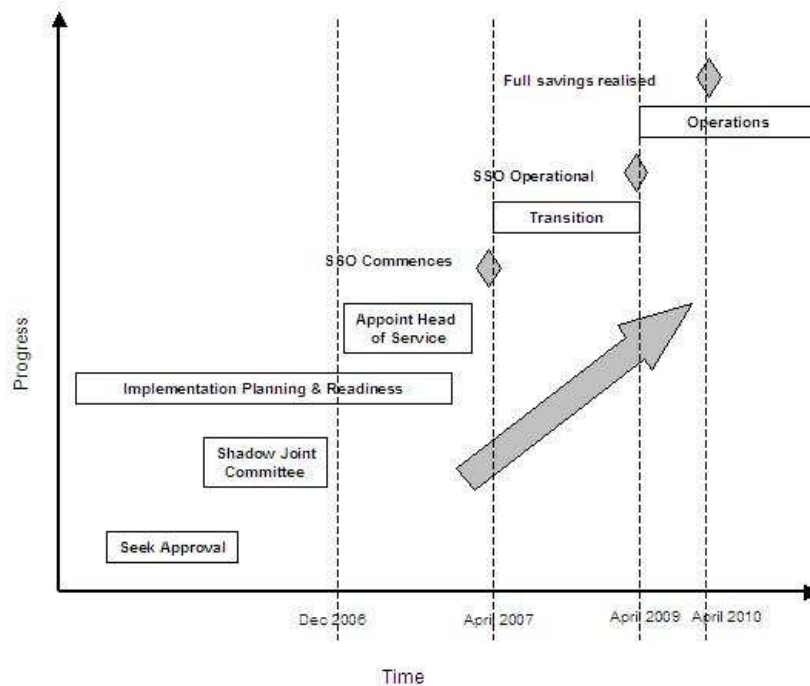 Full savings realised
Operations
SSO Operational
Transition
SSO Commences
Appoint Head
of Service
Progress
Implementation Planning & Readiness
Shadow Joint
Committee
Seek Approval
Dec 2006
April 2007
April 2009
April 2010
Time